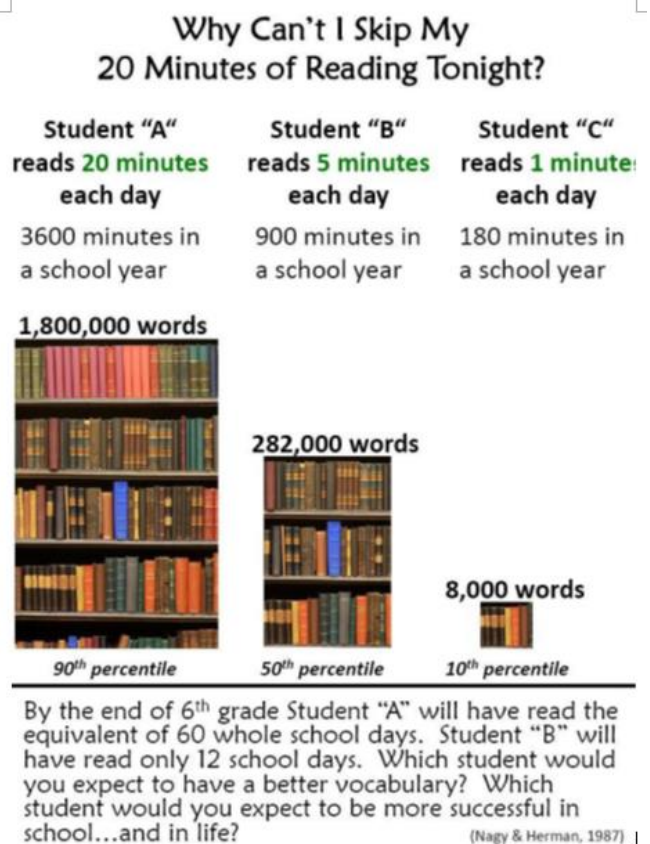 Why Can't I Skip My
20 Minutes of Reading Tonight?
Student “A“
reads 20 minutes
each day
3600 minutes in
a school year
1,800,000 words
90th percentile
Student “B“
reads 5 minutes
each day
900 minutes in
a school year
282,000 words
50th percentile
Student “C“
reads 1 minute
each day
180 minutes in
a school year
8,000 words
10th percentile
By the end of 6th grade Student “A” will have read the
equivalent of 60 whole school days. Student “B” will
have read only 12 school days. Which student would
you expect to have a better vocabulary? Which
student would you expect to be more successful in
school...and in life?
(Nagy & Herman, 1987)